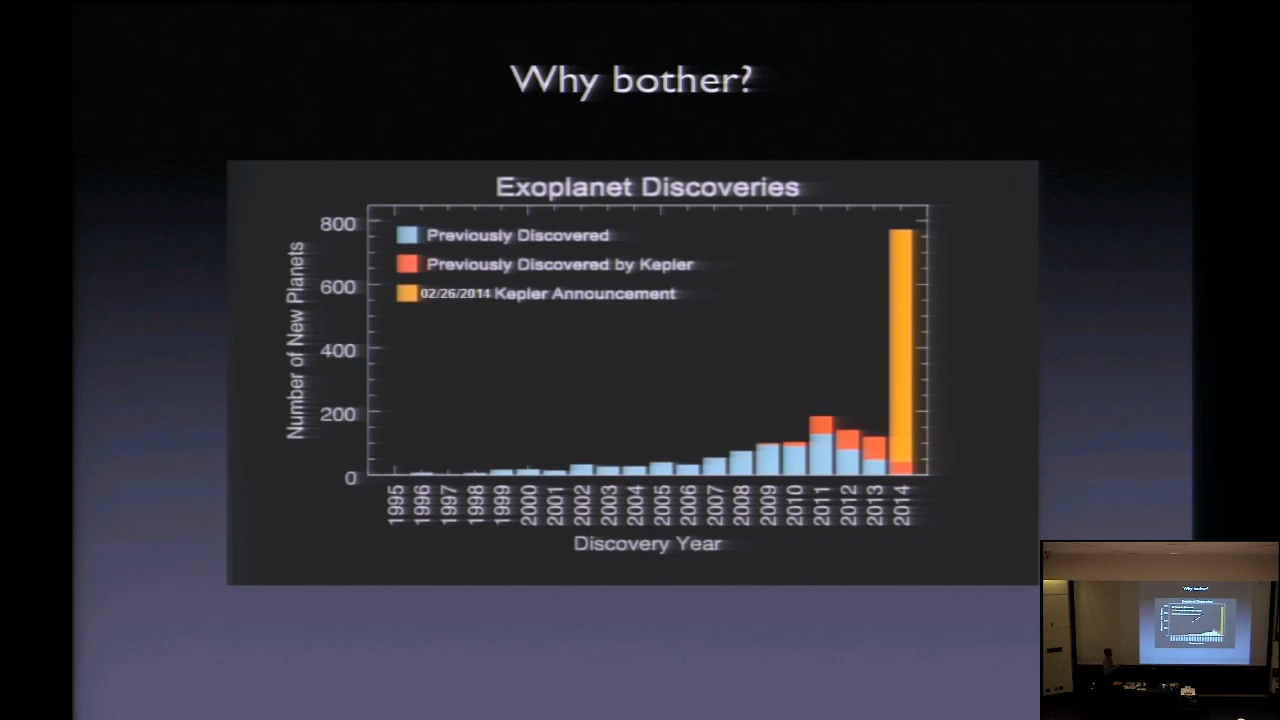 Why bother?
Exoplanet Discoveries
Previously Discovered
Previously Discovered by Kepler
02/26/2014 Kepler Announcement
Number of New Planets
800
600
400
200
0
1995 1996 1997 1998 1999 2000 2001 2002 2003 2004 2005 2006 2007 2008 2009 2010 2011 2012 2013 2014
Discovery Year
Why bother?